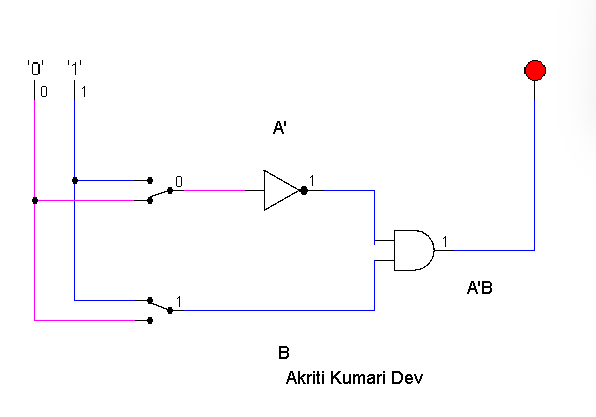 '0' '1'
0 1
A'
0 1
1
A'B
1
B
Akriti Kumari Dev